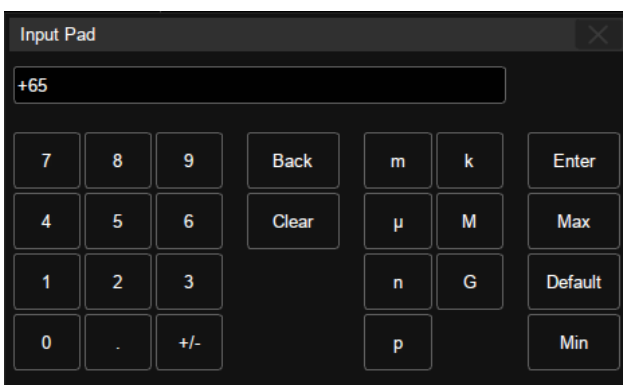 Input Pad
+65
7 8 9 Back m k Enter
4 5 6 Clear µ M Max
1 2 3 n G Default
0 . +/- p Min